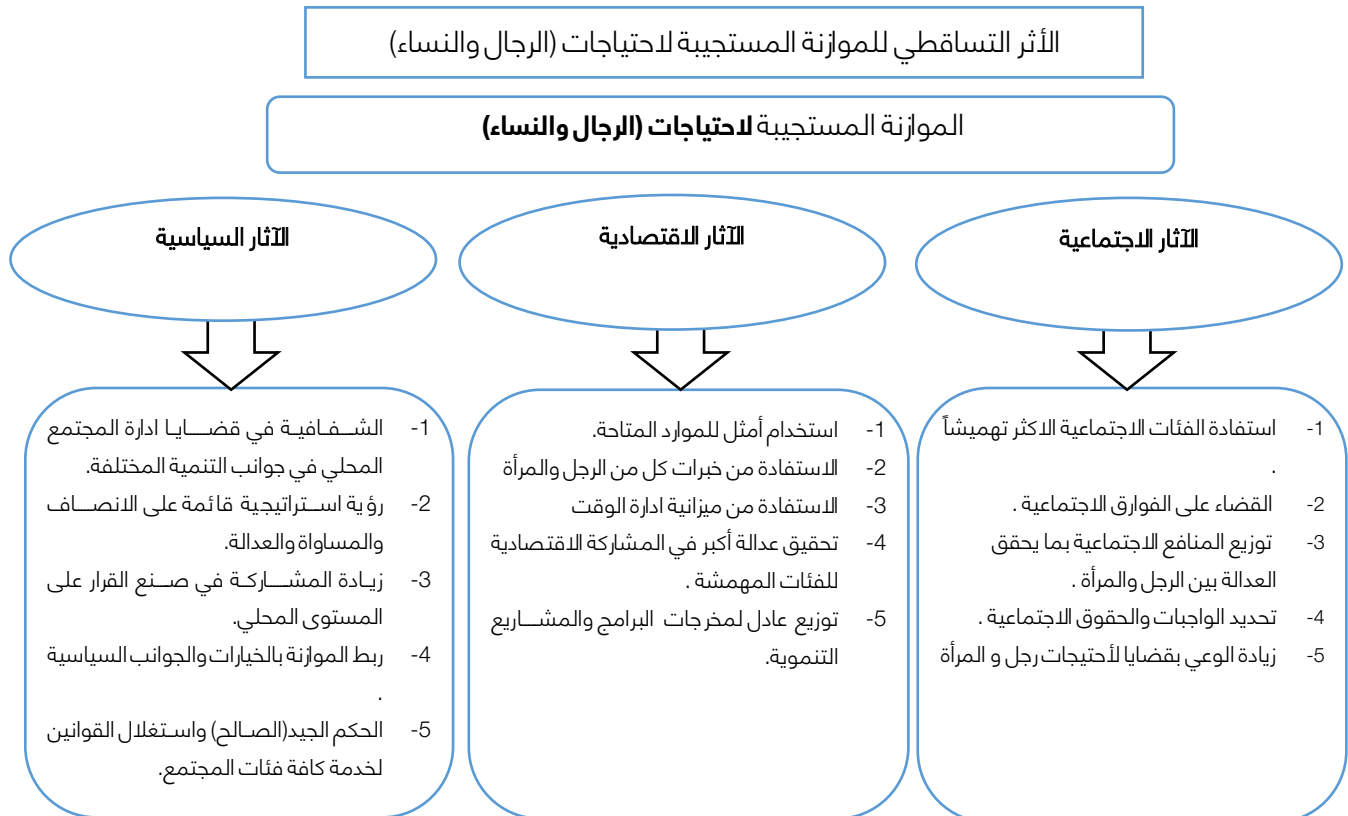 الأثر التساقطي للموازنة المستجيبة لاحتياجات (الرجال والنساء)
الموازنة المستجيبة لاحتياجات (الرجال والنساء)
الآثار الاجتماعية
1- استفادة الفئات الاجتماعية الاكثر تهميشاً
.
2- القضاء على الفوارق الاجتماعية .
3- توزيع المنافع الاجتماعية بما يحقق
العدالة بين الرجل والمرأة .
4- تحديد الواجبات والحقوق الاجتماعية .
5- زيادة الوعي بقضايا لأحتيجات رجل و المرأة
الآثار الاقتصادية
1- استخدام أمثل للموارد المتاحة.
2- الاستفادة من خبرات كل من الرجل والمرأة
3- الاستفادة من ميزانية ادارة الوقت
4- تحقيق عدالة أكبر في المشاركة الاقتصادية
للفئات المهمشة .
5- توزيع عادل لمخرجات البرامج والمشاريع
التنموية.
الآثار السياسية
1- الشفافية في قضايا ادارة المجتمع
المحلي في جوانب التنمية المختلفة.
2- رؤية استراتيجية قائمة على الانصاف
والمساواة والعدالة.
3- زيادة المشاركة في صنع القرار على
المستوى المحلي.
4- ربط الموازنة بالخيارات والجوانب السياسية
.
5- الحكم الجيد(الصالح) واستغلال القوانين
لخدمة كافة فئات المجتمع.